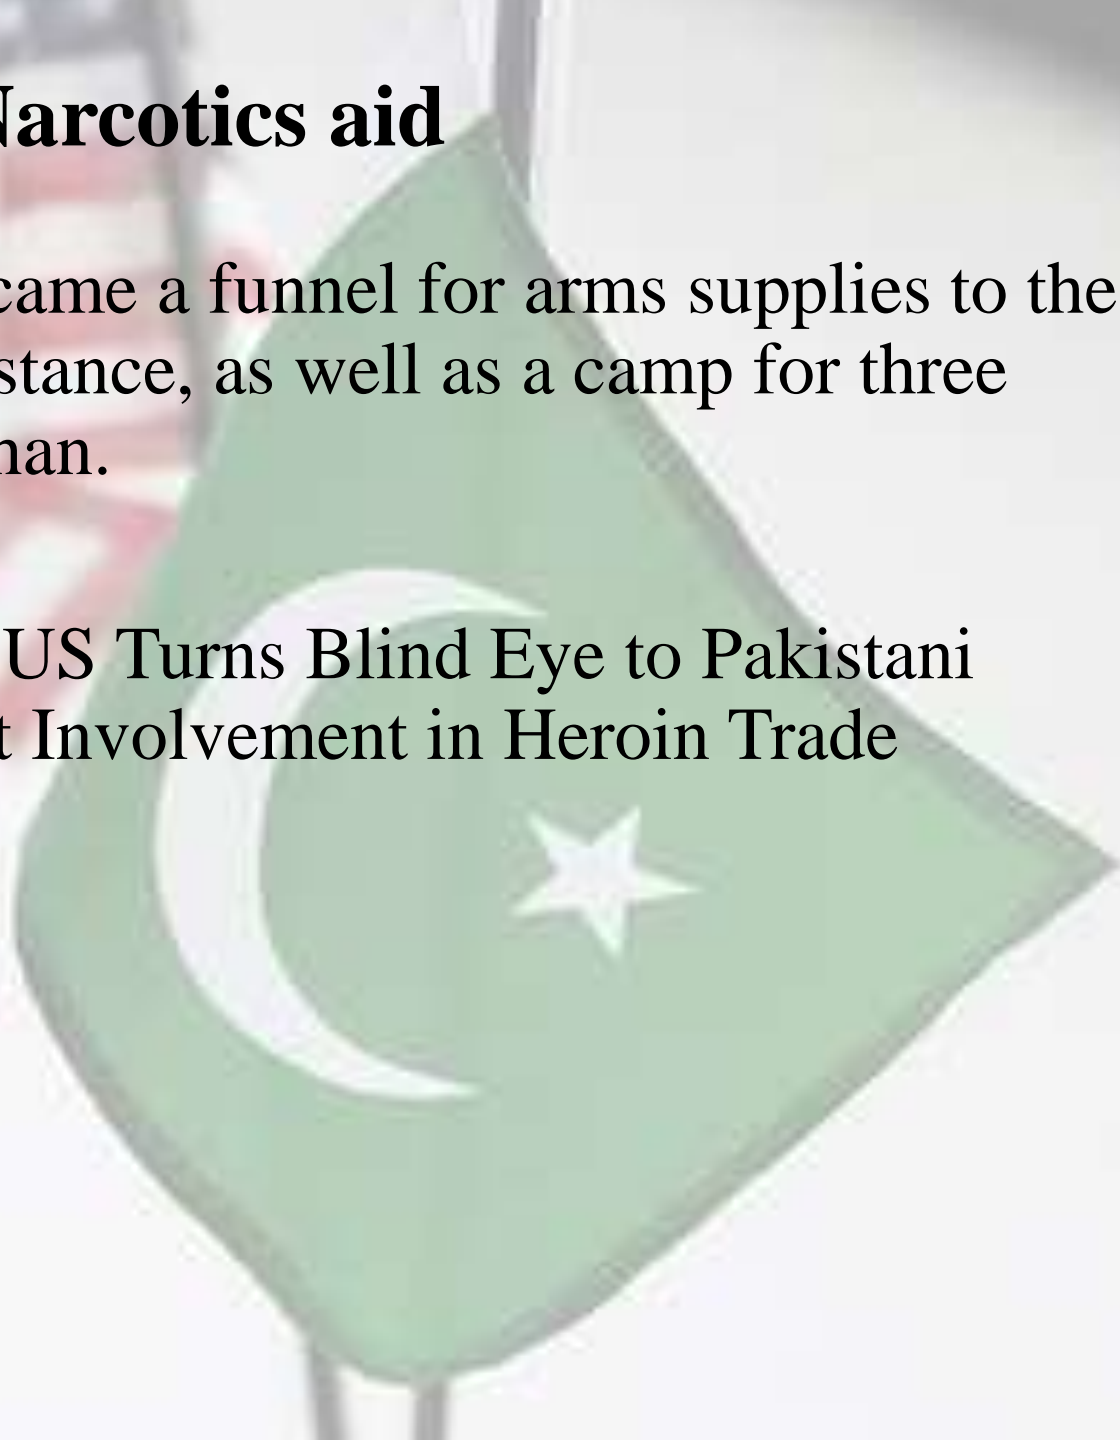 Narcotics aid
came a funnel for arms supplies to the
stance, as well as a camp for three
nan.
US Turns Blind Eye to Pakistani
t Involvement in Heroin Trade